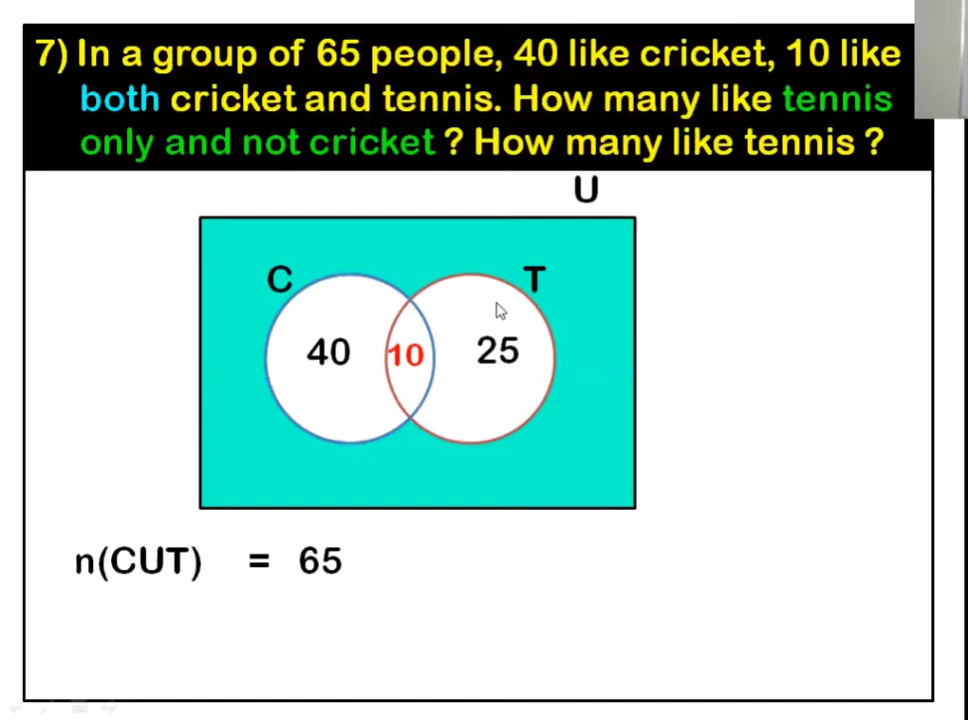 7) In a group of 65 people, 40 like cricket, 10 like
both cricket and tennis. How many like tennis
only and not cricket ? How many like tennis ?
U
C
T
40
10
25
n(CUT) = 65